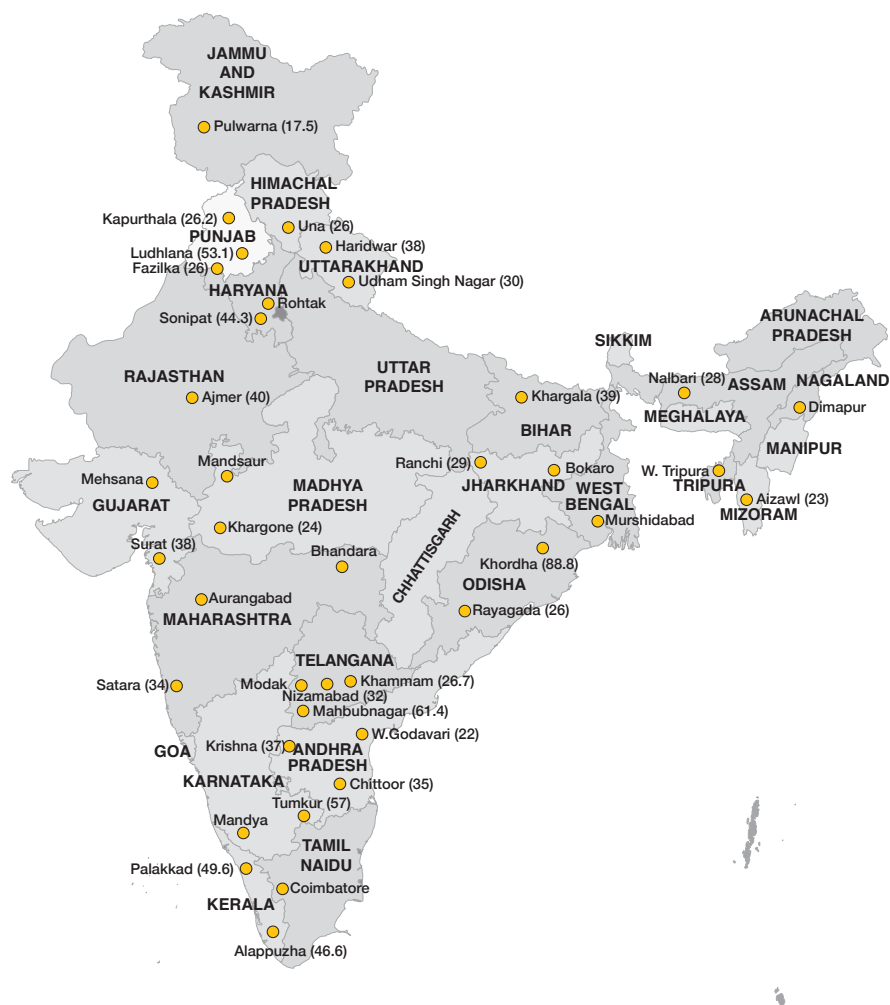 JAMMU
AND
KASHMIR
Pulwarna (17.5)
HIMACHAL
PRADESH
Kapurthala (26.2)
Una (26)
PUNJAB
Haridwar (38)
Ludhlana (53.1)
Fazilka (26)
UTTARAKHAND
Udham Singh Nagar (30)
HARYANA
Rohtak
Sonipat (44.3)
ARUNACHAL
PRADESH
SIKKIM
RAJASTHAN
UTTAR
PRADESH
Nalbari (28)
ASSAM
NAGALAND
Ajmer (40)
Khargala (39)
Dimapur
MEGHALAYA
BIHAR
MANIPUR
Mandsaur
Ranchi (29)
Bokaro
W. Tripura
Mehsana
MADHYA
PRADESH
JHARKHAND
WEST
BENGAL
TRIPURA
GUJARAT
Aizawl (23)
MIZORAM
Khargone (24)
Murshidabad
Surat (38)
Bhandara
CHHATTISGARH
Khordha (88.8)
ODISHA
Aurangabad
MAHARASHTRA
Rayagada (26)
TELANGANA
Satara (34)
Modak
Khammam (26.7)
Nizamabad (32)
Mahbubnagar (61.4)
W.Godavari (22)
GOA
Krishna (37)
ANDHRA
PRADESH
KARNATAKA
Chittoor (35)
Tumkur (57)
Mandya
TAMIL
NAIDU
Palakkad (49.6)
Coimbatore
KERALA
Alappuzha (46.6)